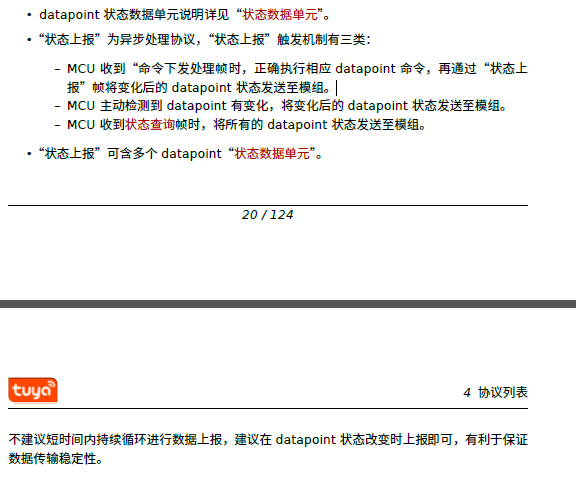 • datapoint 状态数据单元说明详见“状态数据单元”。
• “状态上报”为异步处理协议，“状态上报”触发机制有三类：
– MCU 收到“命令下发处理帧时，正确执行相应 datapoint 命令，再通过“状态上
报”帧将变化后的 datapoint 状态发送至模组。
– MCU 主动检测到 datapoint 有变化，将变化后的 datapoint 状态发送至模组。
– MCU 收到状态查询帧时，将所有的 datapoint 状态发送至模组。
• “状态上报”可含多个 datapoint“状态数据单元”。
20 / 124
tuya
4 协议列表
不建议短时间内持续循环进行数据上报，建议在 datapoint 状态改变时上报即可，有利于保证
数据传输稳定性。